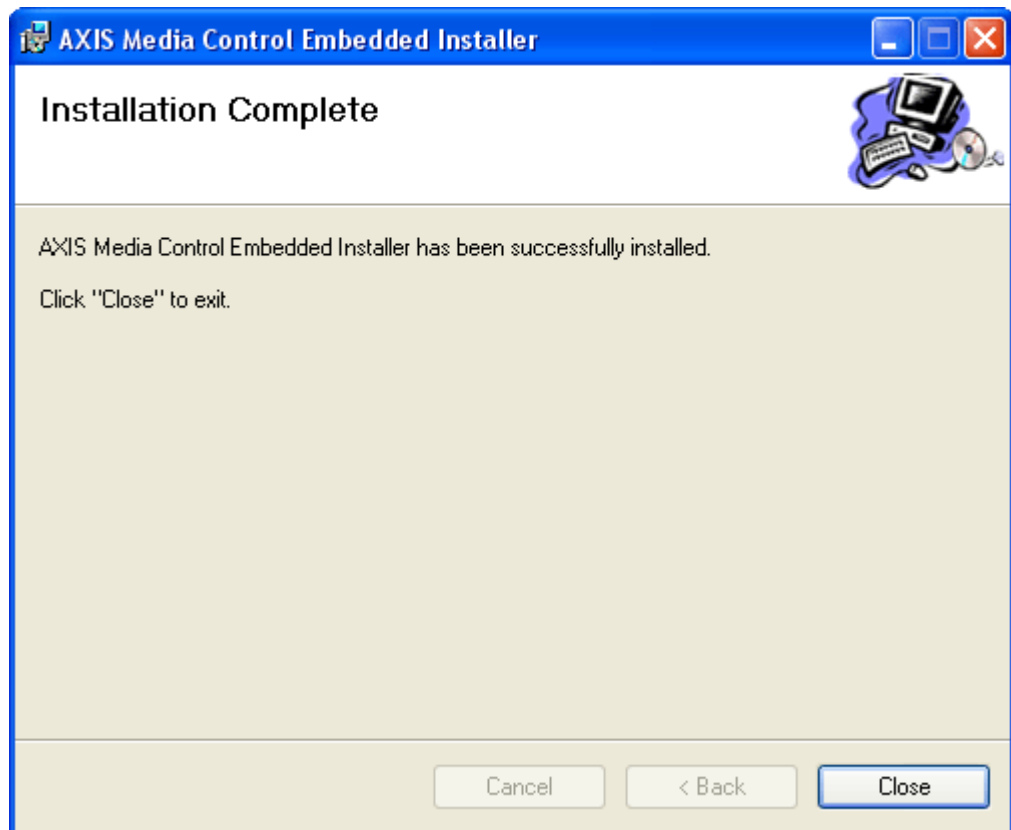 AXIS Media Control Embedded Installer
Installation Complete
AXIS Media Control Embedded Installer has been successfully installed.
Click "Close" to exit.
Cancel
< Back
Close